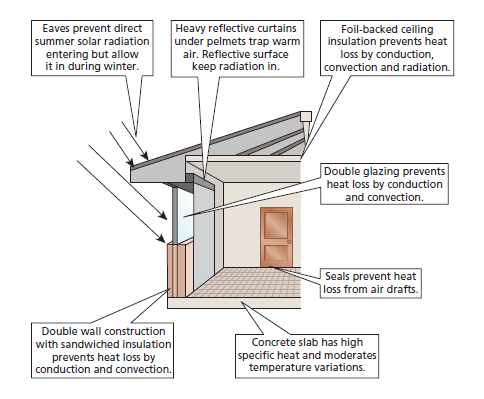 Eaves prevent direct
summer solar radiation
entering but allow
it in during winter.
Heavy reflective curtains
under pelmets trap warm
air. Reflective surface
keep radiation in.
Foil-backed ceiling
insulation prevents heat
loss by conduction,
convection and radiation.
Double glazing prevents
heat loss by conduction
and convection.
Seals prevent heat
loss from air drafts.
Double wall construction
with sandwiched insulation
prevents heat loss by
conduction and convection.
Concrete slab has high
specific heat and moderates
temperature variations.